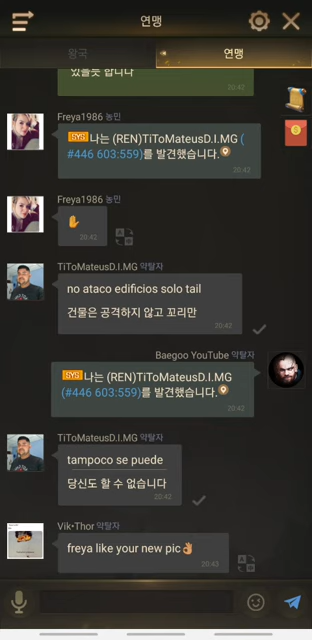 연맹
왕국
연맹
있을듯 합니다
20:42
Freya1986 농민
SYS 나는 (REN)TiToMateusD.I.MG (
#446 603:559)를 발견했습니다.
20:42
Freya1986 농민
✋
20:42
TiToMateusD.I.MG 약탈자
no ataco edificios solo tail
건물은 공격하지 않고 꼬리만
20:42
Baegoo YouTube 약탈자
SYS 나는 (REN)TiToMateusD.I.MG
(#446 603:559)를 발견했습니다.
20:42
TiToMateusD.I.MG 약탈자
tampoco se puede
당신도 할 수 없습니다
20:42
Vik•Thor 약탈자
freya like your new pic👌
20:43